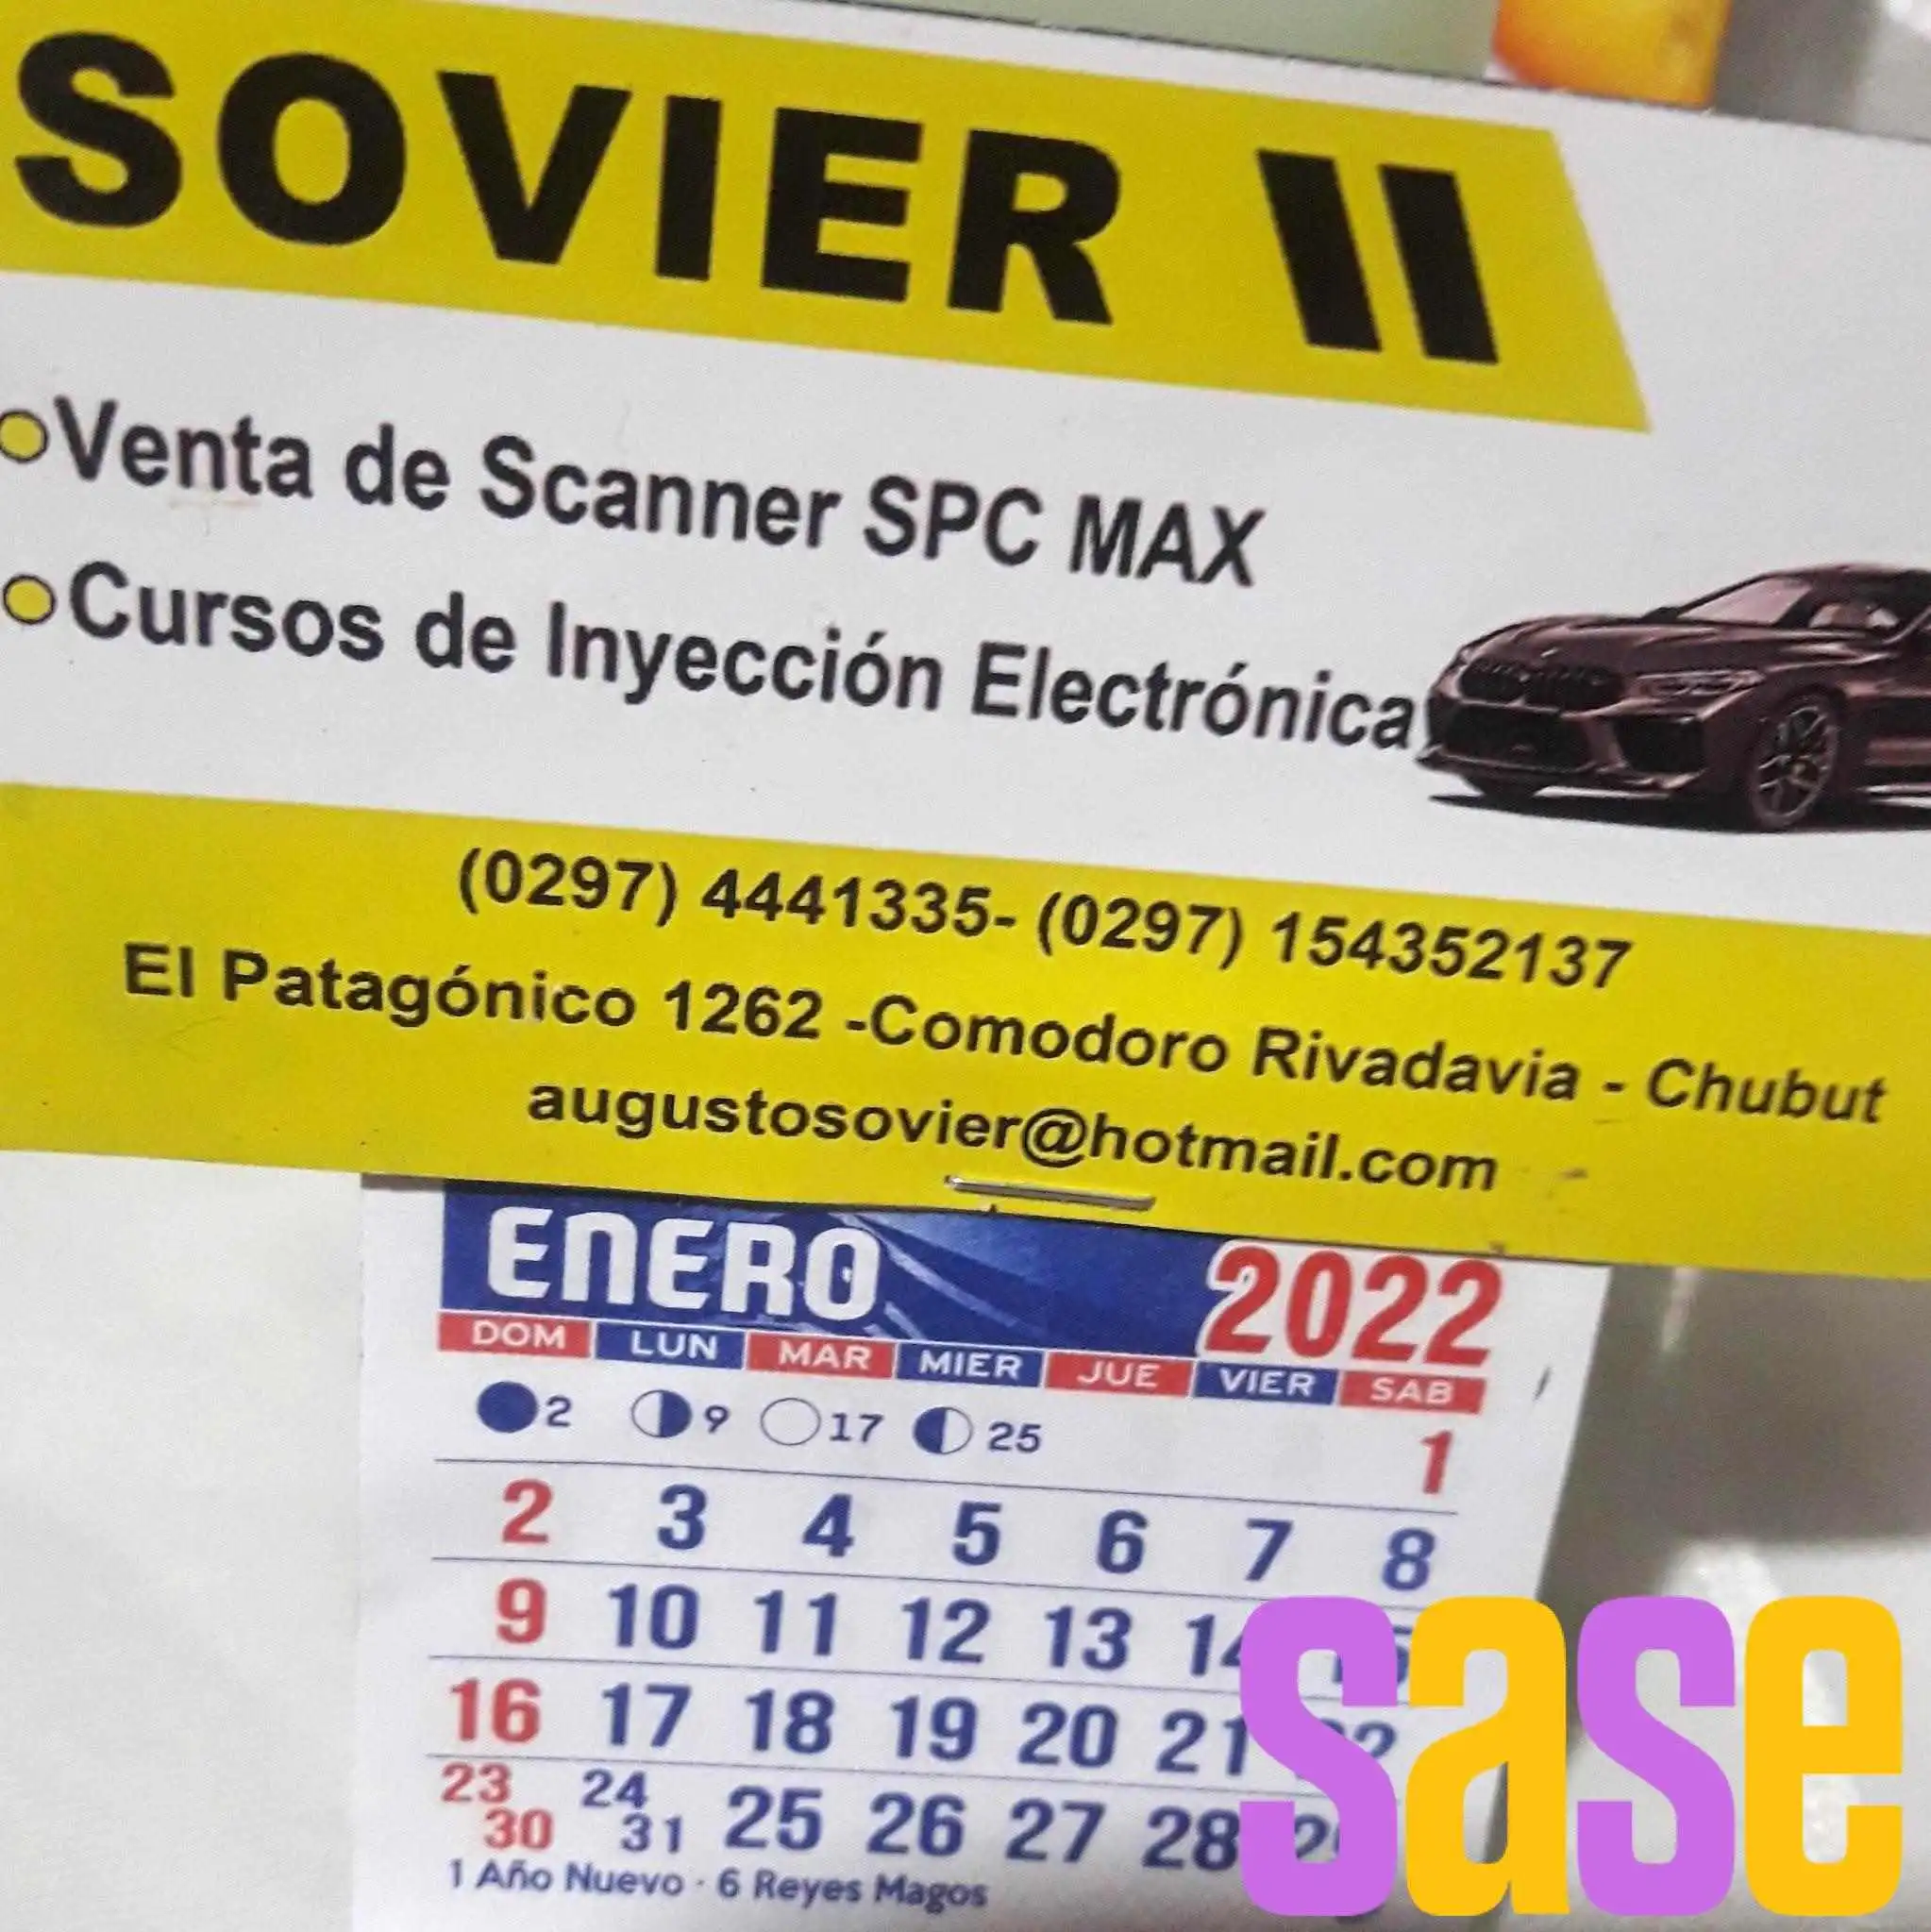 SOVIER II
Venta de Scanner SPC MAX
Cursos de Inyección Electrónica
(0297) 4441335- (0297) 154352137
El Patagónico 1262 -Comodoro Rivadavia - Chubut
augustosovier@hotmail.com
ENERO 2022
DOM LUN MAR MIER JUE VIER SAB
2 9 17 25 1
2 3 4 5 6 7 8
9 10 11 12 13 14
16 17 18 19 20 21
23 24 25 26 27 28
30 31
1 Año Nuevo · 6 Reyes Magos
sase